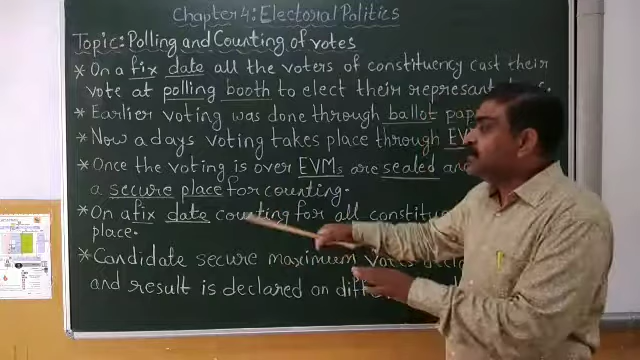 Chapter 4: Electoral Politics
Topic: Polling and Counting of votes
* On a fix date all the voters of constituency cast their
vote at polling booth to elect their
* Earlier voting was done through ballot
* Now a days voting takes place through
* Once the voting is over EVMs are sealed
a secure place for counting.
* On a fix date counting for all
place.
* Candidate secure maximum votes
and result is declared on